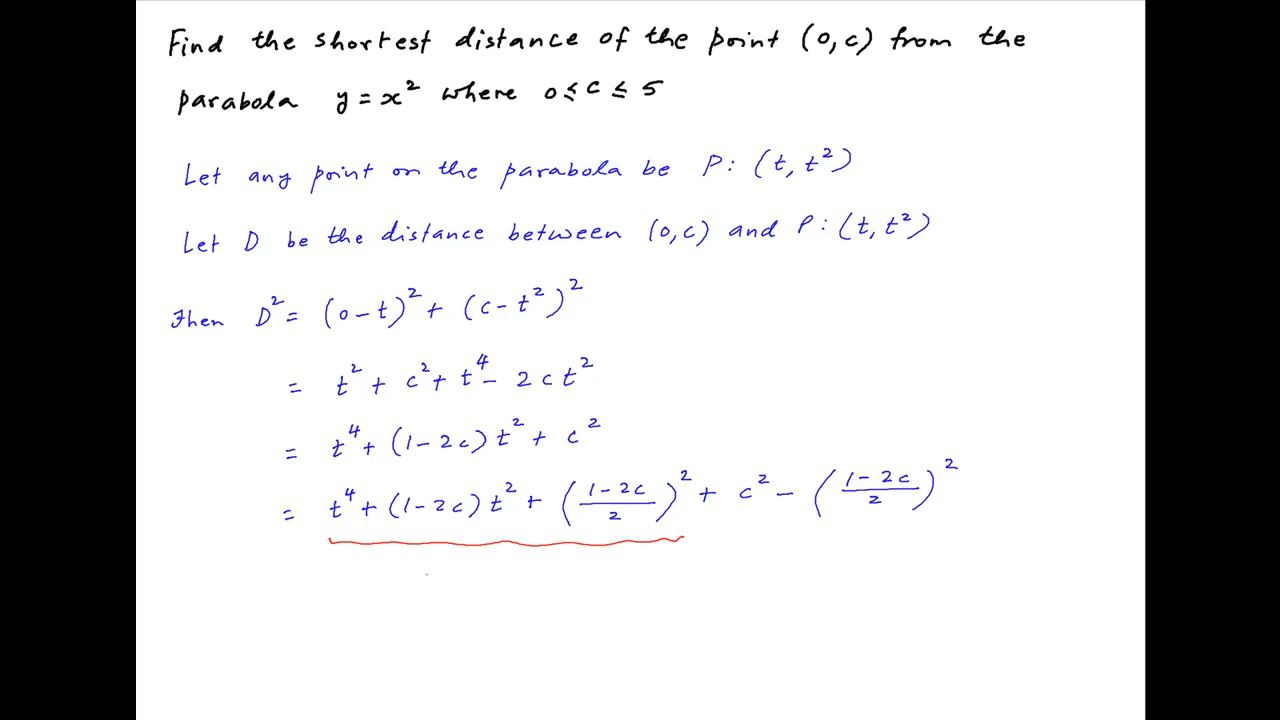 Find the shortest distance of the point (0, c) from the
parabola y = x² where 0 ≤ c ≤ 5
Let any point on the parabola be P: (t, t²)
Let D be the distance between (0, c) and P: (t, t²)
Then D² = (0 - t)² + (c - t²)²
= t² + c² + t⁴ - 2ct²
= t⁴ + (1 - 2c) t² + c²
= t⁴ + (1 - 2c) t² + ((1 - 2c)/2)² + c² - ((1 - 2c)/2)²